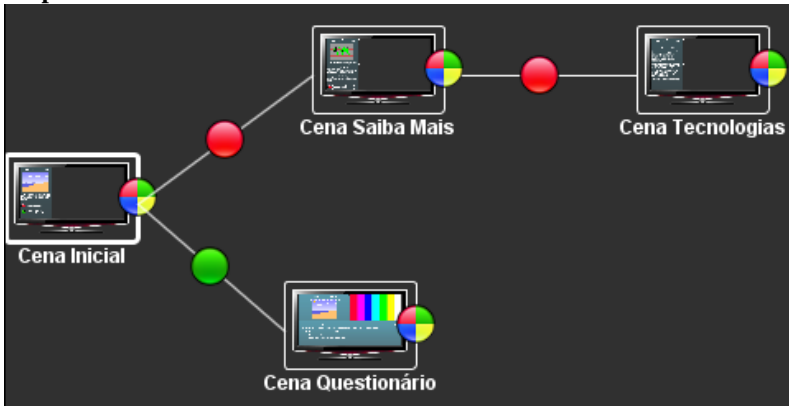 Cena Saiba Mais
Cena Tecnologias
Cena Inicial
Cena Questionário